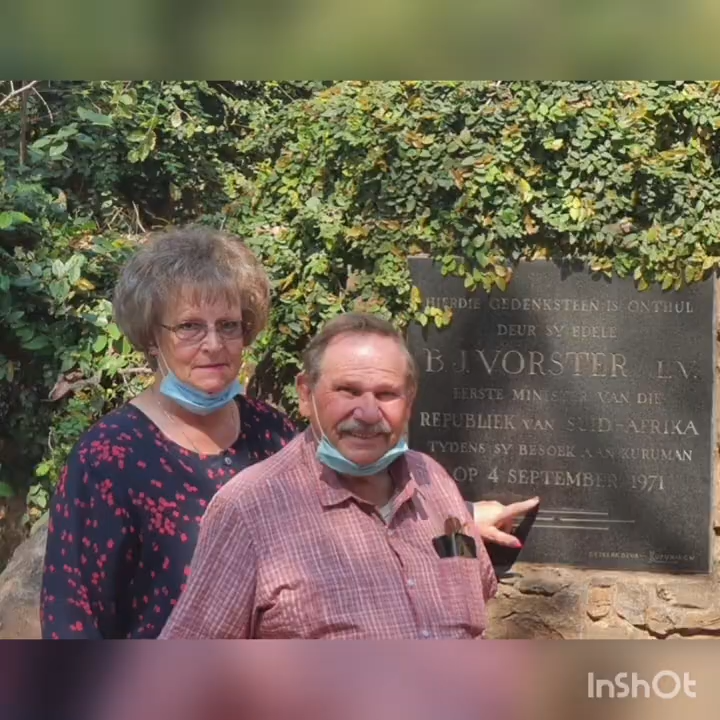 HIERDIE GEDENKSTEEN IS ONTHUL
DEUR SY EDELE
B.J. VORSTER L.V.
EERSTE MINISTER VAN DIE
REPUBLIEK VAN SUID-AFRIKA
TYDENS SY BESOEK AAN KURUMAN
OP 4 SEPTEMBER 1971
InShOt